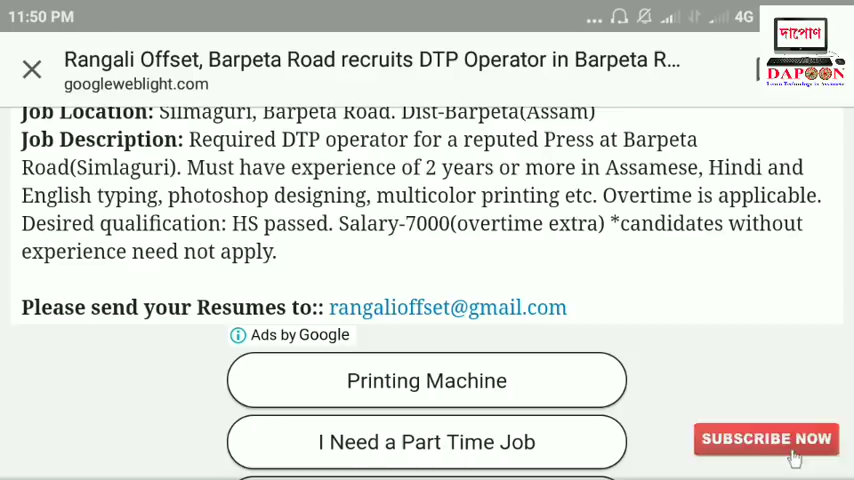 11:50 PM
4G
দাপোণ
DAPOON
Rangali Offset, Barpeta Road recruits DTP Operator in Barpeta R...
googleweblight.com
Job Location: Silmaguri, Barpeta Road. Dist-Barpeta(Assam)
Job Description: Required DTP operator for a reputed Press at Barpeta
Road(Simlaguri). Must have experience of 2 years or more in Assamese, Hindi and
English typing, photoshop designing, multicolor printing etc. Overtime is applicable.
Desired qualification: HS passed. Salary-7000(overtime extra) *candidates without
experience need not apply.
Please send your Resumes to:: rangalioffset@gmail.com
Ads by Google
Printing Machine
I Need a Part Time Job
SUBSCRIBE NOW